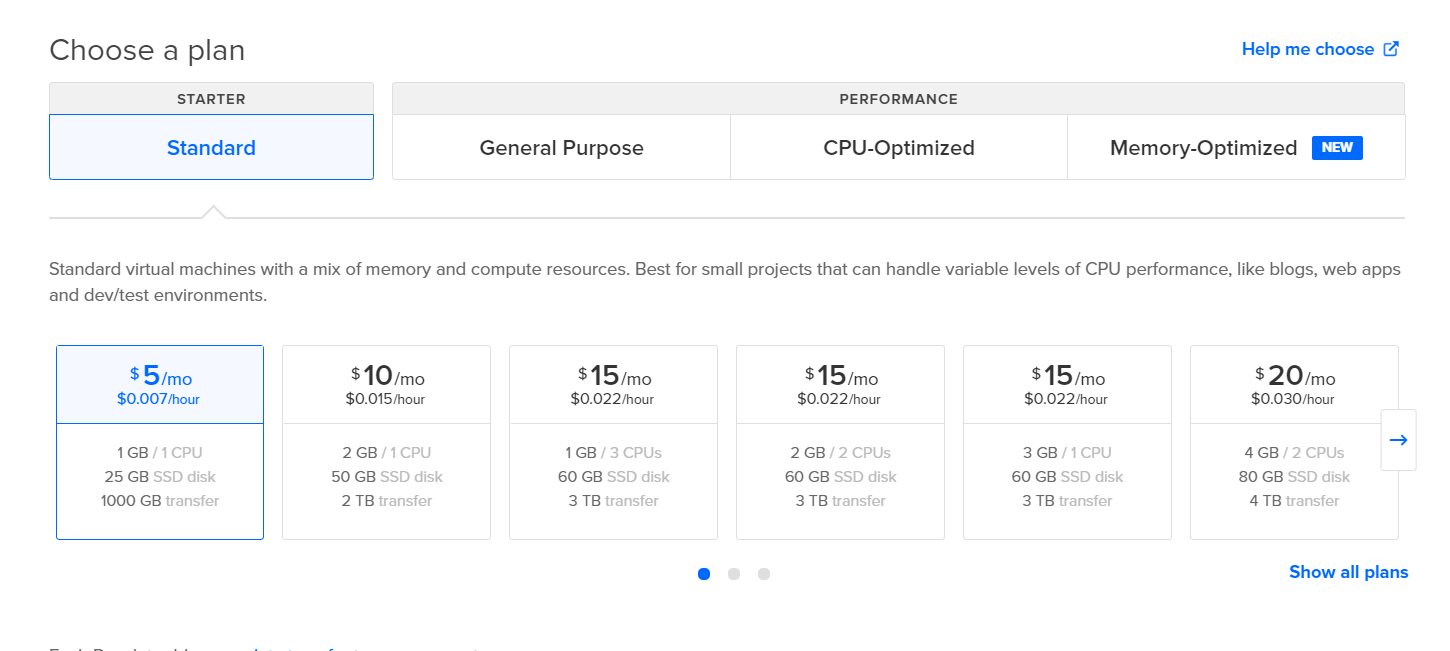 Choose a plan
Help me choose
STARTER
PERFORMANCE
Standard
General Purpose
CPU-Optimized
Memory-Optimized NEW
Standard virtual machines with a mix of memory and compute resources. Best for small projects that can handle variable levels of CPU performance, like blogs, web apps
and dev/test environments.
$5/mo
$0.007/hour
1 GB / 1 CPU
25 GB SSD disk
1000 GB transfer
$10/mo
$0.015/hour
2 GB / 1 CPU
50 GB SSD disk
2 TB transfer
$15/mo
$0.022/hour
1 GB / 3 CPUs
60 GB SSD disk
3 TB transfer
$15/mo
$0.022/hour
2 GB / 2 CPUs
60 GB SSD disk
3 TB transfer
$15/mo
$0.022/hour
3 GB / 1 CPU
60 GB SSD disk
3 TB transfer
$20/mo
$0.030/hour
4 GB / 2 CPUs
80 GB SSD disk
4 TB transfer
Show all plans